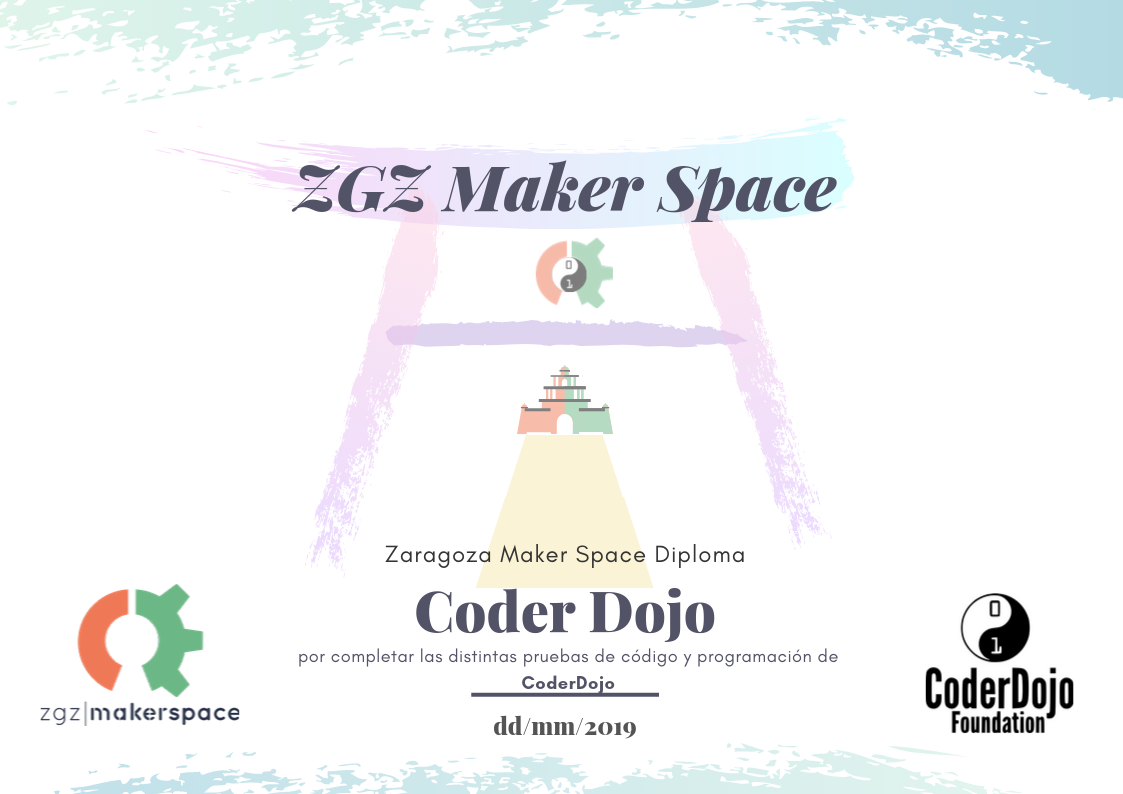 ZGZ Maker Space
0
1
Zaragoza Maker Space Diploma
Coder Dojo
por completar las distintas pruebas de código y programación de
CoderDojo
dd/mm/2019
zgz|makerspace
0
1
CoderDojo
Foundation